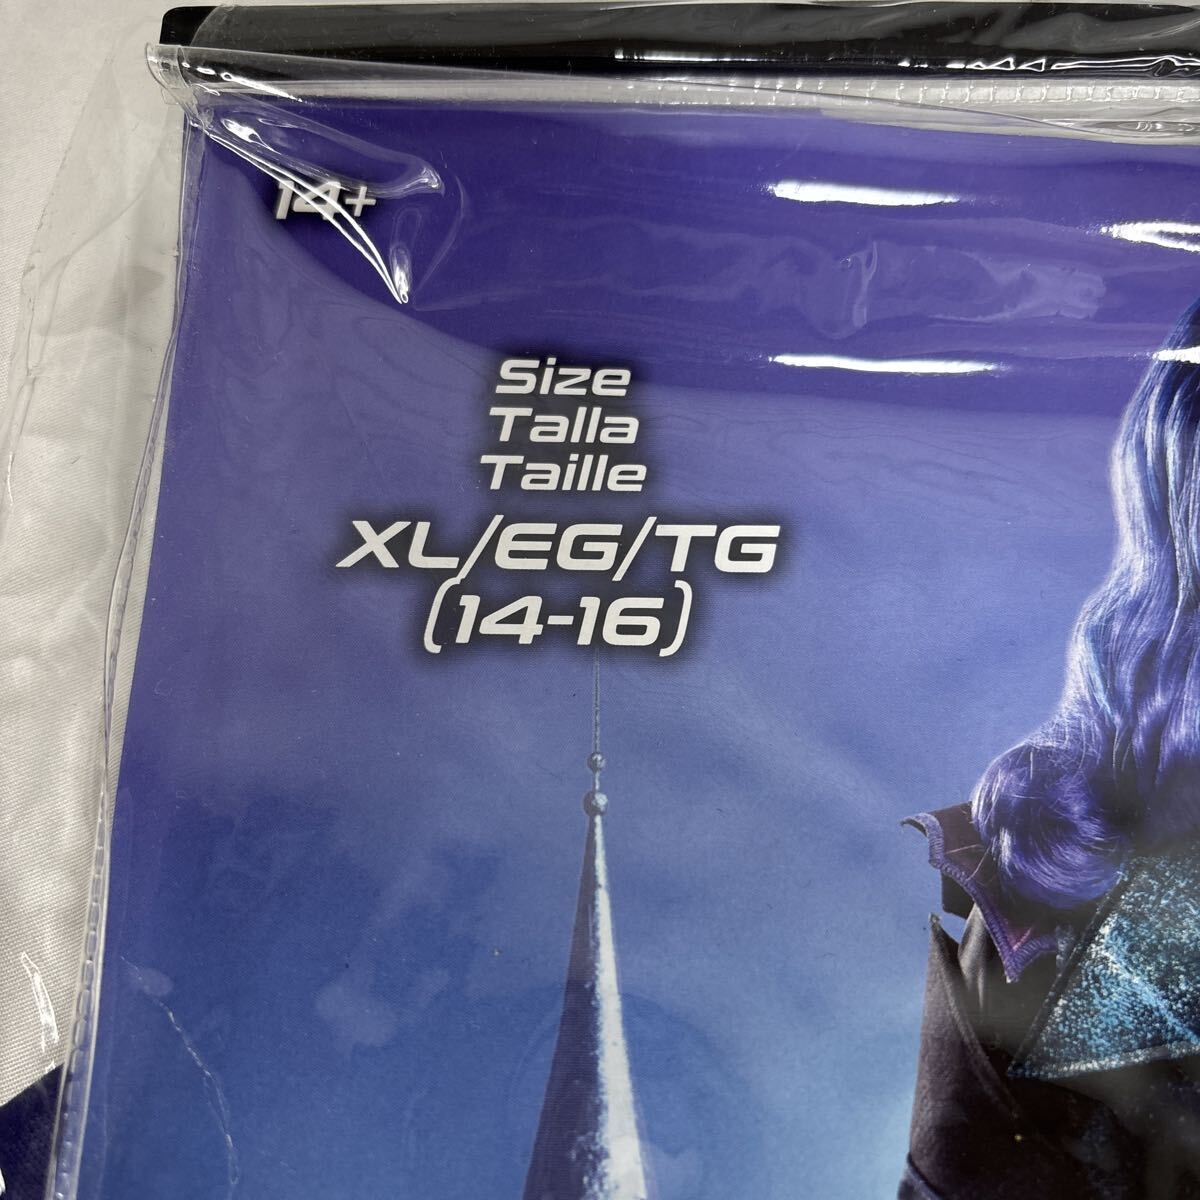 14+
Size
Talla
Taille
XL/EG/TG
(14-16)